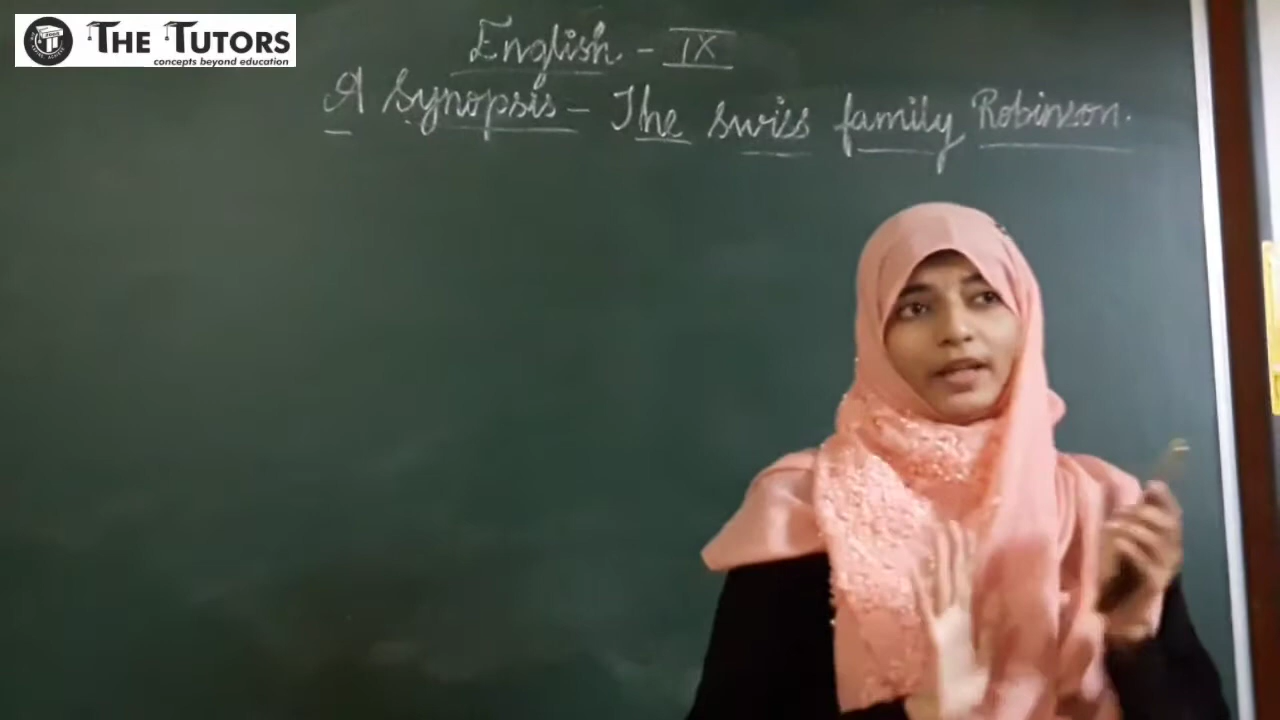 THE TUTORS
concepts beyond education
English - IX
A Synopsis - The swiss family Robinson.